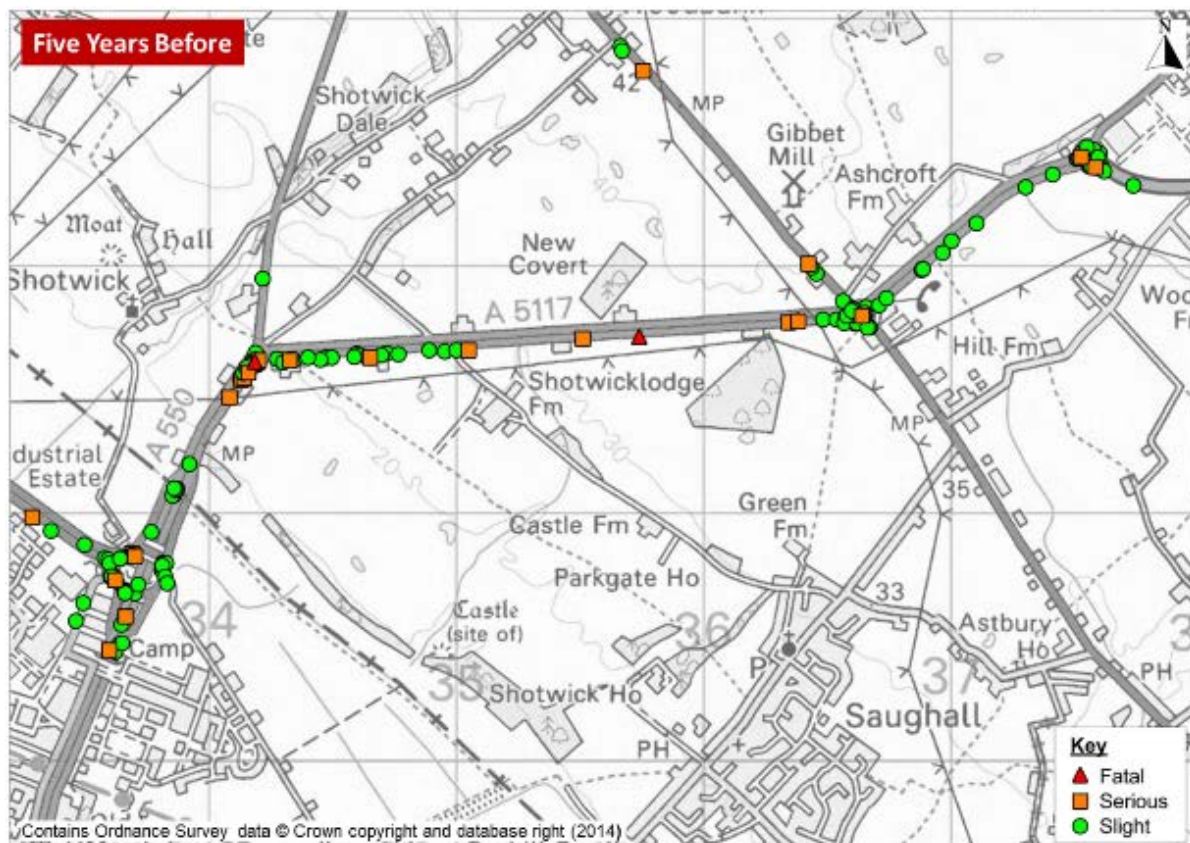 Five Years Before
N
Shotwick
Dale
42
MP
Gibbet
Mill
Ashcroft
Fm
40
Moat
Hall
Shotwick
New
Covert
A 5117
Hill Fm
Shotwicklodge
Fm
A 550
MP
dustrial
Estate
20
30
MP
35
Castle Fm
Green
Fm
Parkgate Ho
33
34
Castle
(site of)
36
Astbury
Ho
Camp
35
Shotwick Ho
P
37
PH
Saughall
PH
Key
Fatal
Serious
Slight
Contains Ordnance Survey data © Crown copyright and database right (2014)